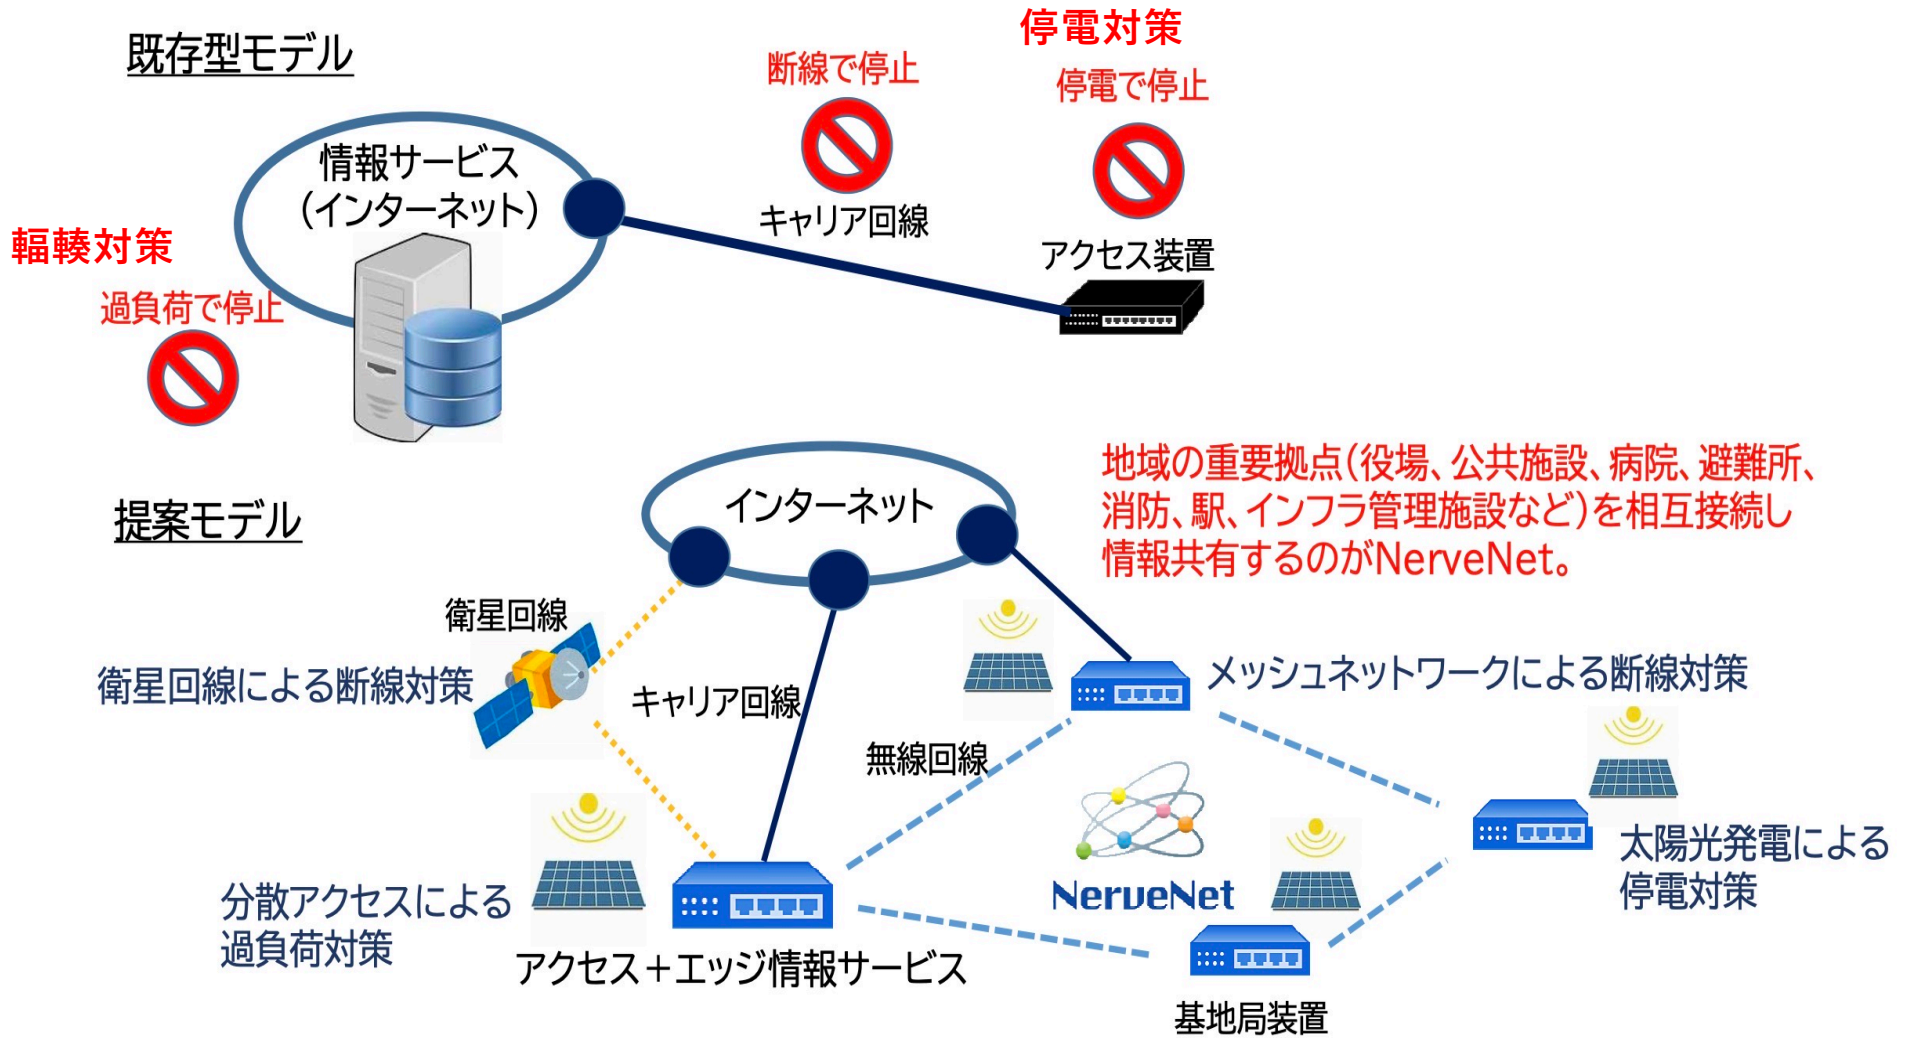 停電対策
既存型モデル
断線で停止
停電で停止
情報サービス
(インターネット)
キャリア回線
輻輳対策
アクセス装置
過負荷で停止
地域の重要拠点(役場、公共施設、病院、避難所、
消防、駅、インフラ管理施設など)を相互接続し
情報共有するのがNerveNet。
提案モデル
インターネット
衛星回線
衛星回線による断線対策
キャリア回線
メッシュネットワークによる断線対策
無線回線
太陽光発電による
停電対策
NerveNet
分散アクセスによる
過負荷対策
アクセス+エッジ情報サービス
基地局装置